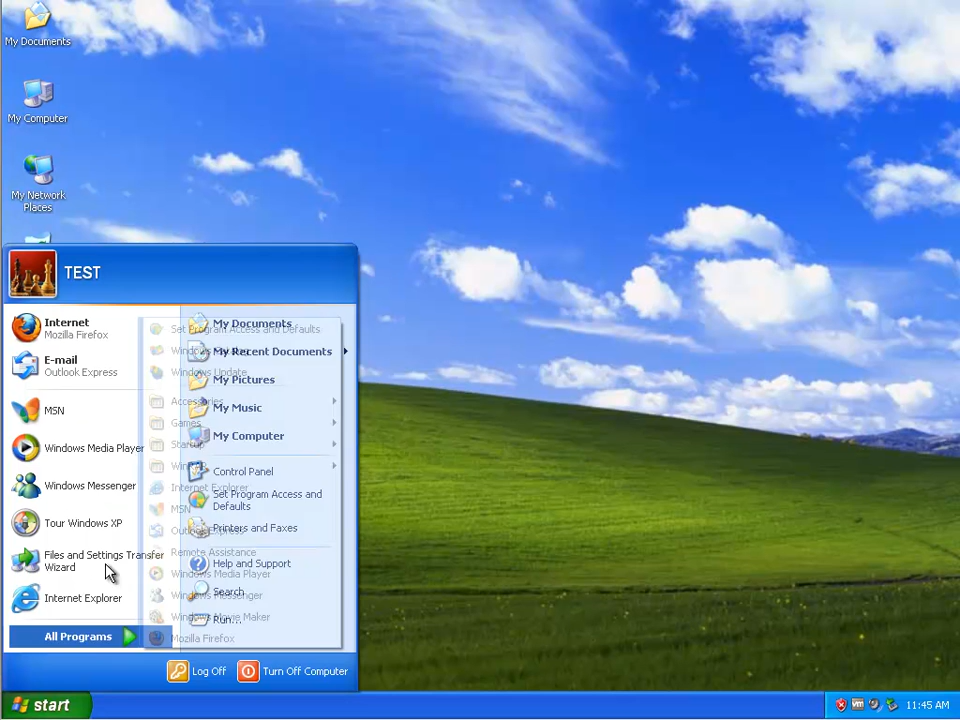 My Documents
My Computer
My Network
Places
TEST
Internet
Mozilla Firefox
E-mail
Outlook Express
MSN
Windows Media Player
Windows Messenger
Tour Windows XP
Files and Settings Transfer
Wizard
Internet Explorer
All Programs
My Documents
My Recent Documents
My Pictures
My Music
My Computer
Control Panel
Set Program Access and
Defaults
Printers and Faxes
Help and Support
Search
Run...
Set Program Access and Defaults
Windows
Windows Update
Accessories
Games
Startup
Internet Explorer
MSN
Outlook Express
Remote Assistance
Windows Media Player
Windows Messenger
Windows Movie Maker
Mozilla Firefox
Log Off
Turn Off Computer
start
vm
11:45 AM